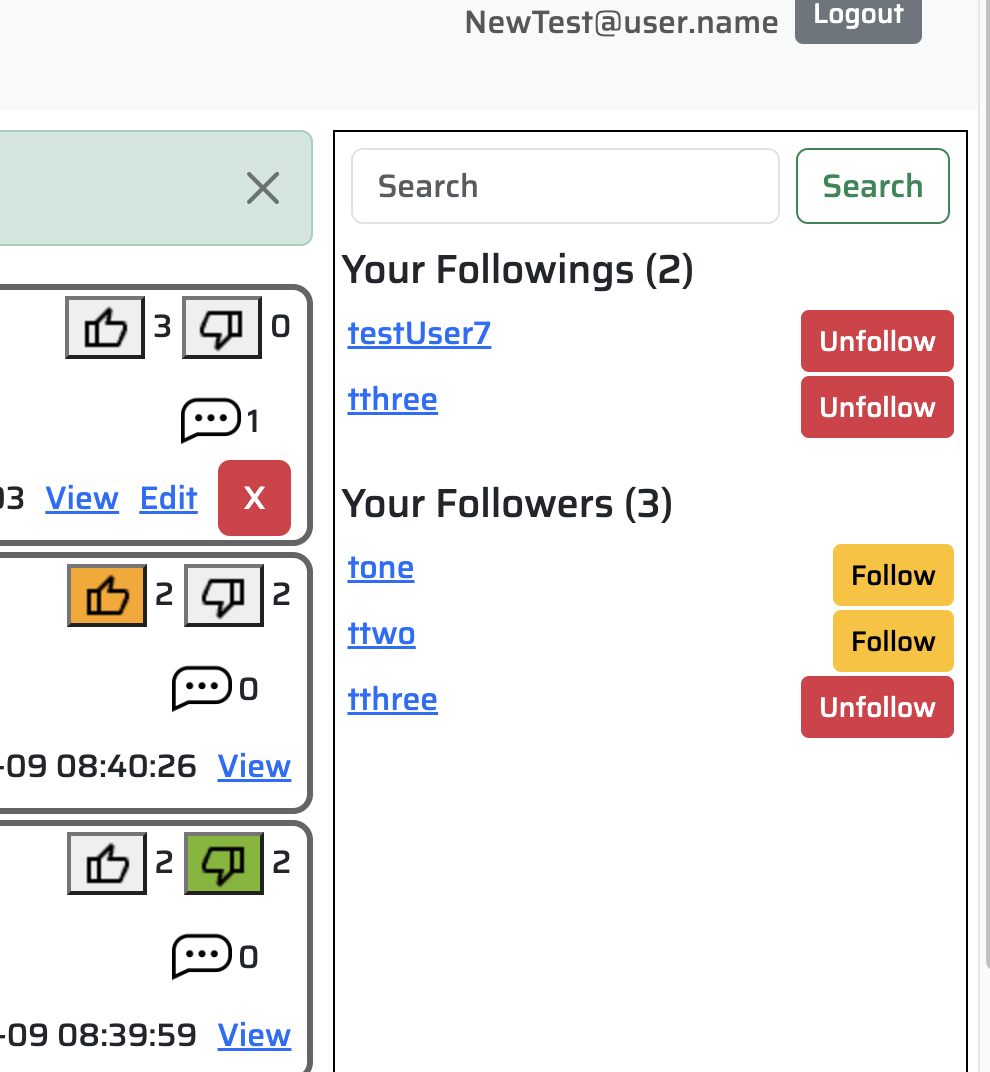 NewTest@user.name Logout
Search Search
Your Followings (2)
testUser7 Unfollow
tthree Unfollow
Your Followers (3)
tone Follow
ttwo Follow
tthree Unfollow
3 0
1
03 View Edit X
2 2
0
-09 08:40:26 View
2 2
0
-09 08:39:59 View